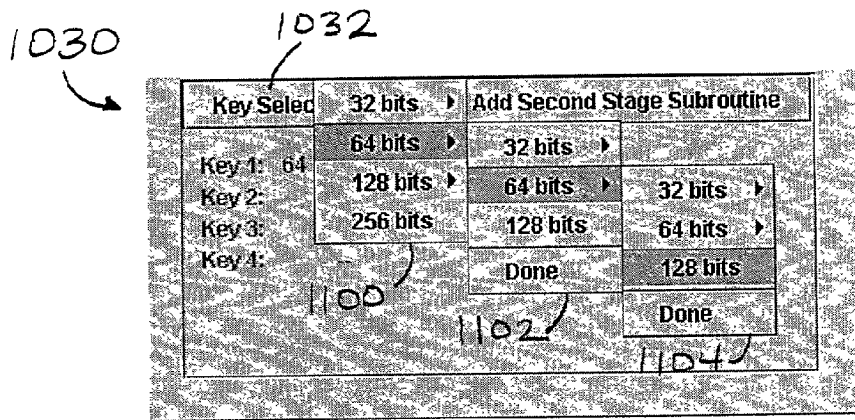 1030
1032
Key Selec
32 bits
Add Second Stage Subroutine
Key 1: 64
Key 2:
Key 3:
Key 4:
64 bits
128 bits
256 bits
32 bits
64 bits
128 bits
Done
32 bits
64 bits
128 bits
Done
1100
1102
1104